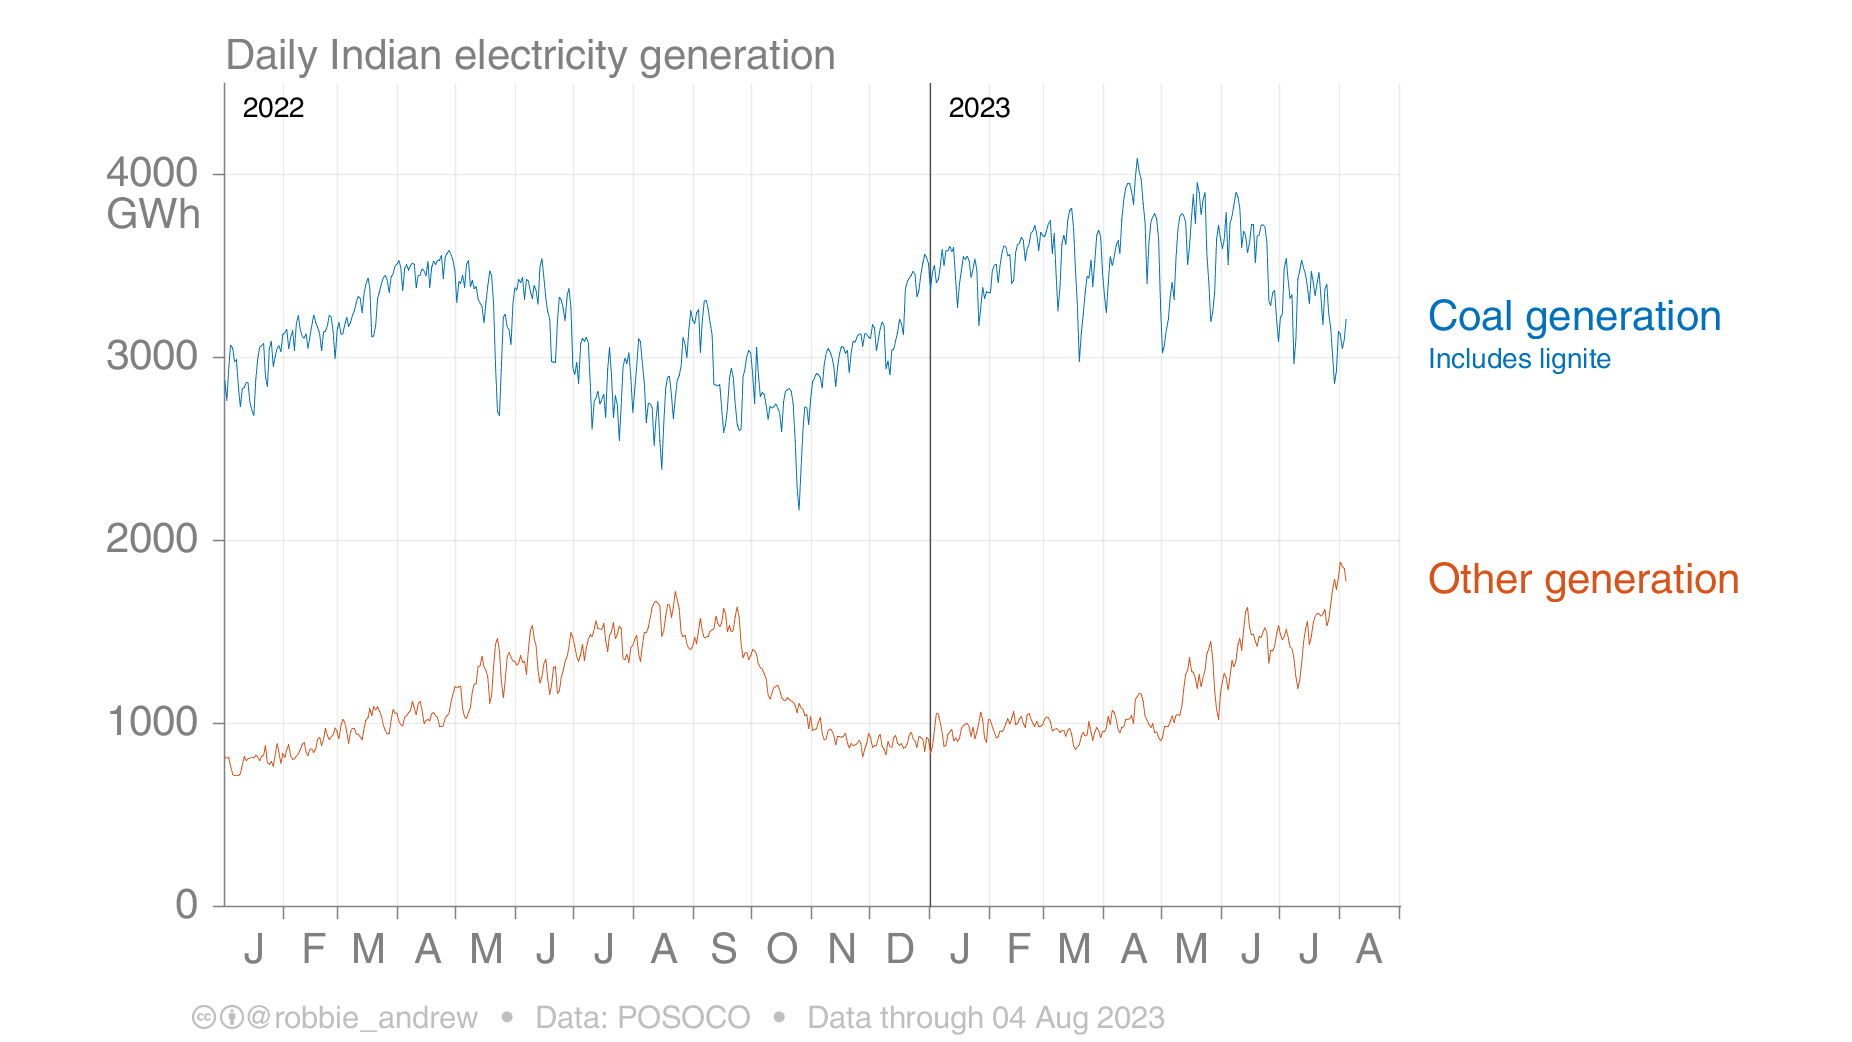 Daily Indian electricity generation
2022
2023
4000
GWh
3000
2000
1000
0
Coal generation
Includes lignite
Other generation
J F M A M J J A S O N D J F M A M J J A
cc @robbie_andrew • Data: POSOCO • Data through 04 Aug 2023